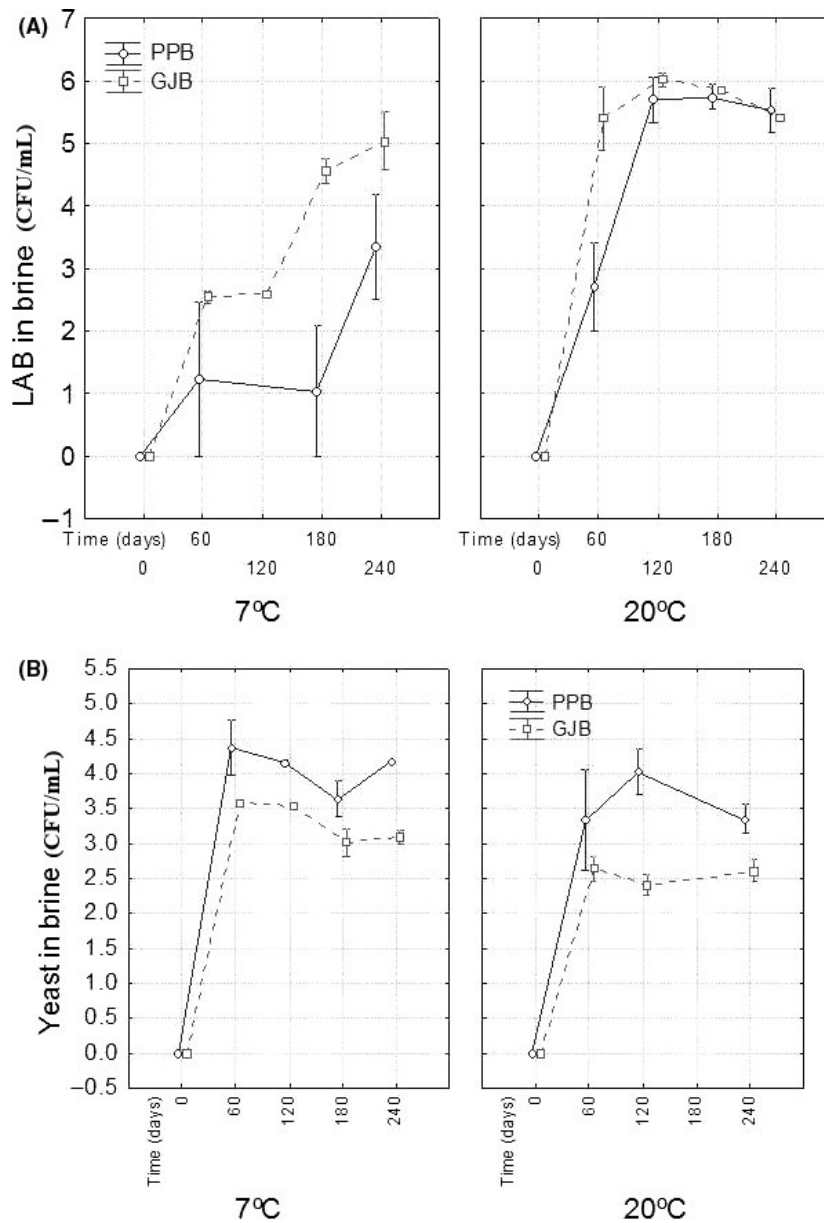 (A)
7
6
5
4
3
2
1
0
–1
LAB in brine (CFU/mL)
PPB
GJB
Time (days) 60 180
0 120 240
7ºC
60 180
0 120 240
20ºC
(B)
5.5
5.0
4.5
4.0
3.5
3.0
2.5
2.0
1.5
1.0
0.5
0.0
–0.5
Yeast in brine (CFU/mL)
PPB
GJB
Time (days) 0 60 120 180 240
7ºC
Time (days) 0 60 120 180 240
20ºC